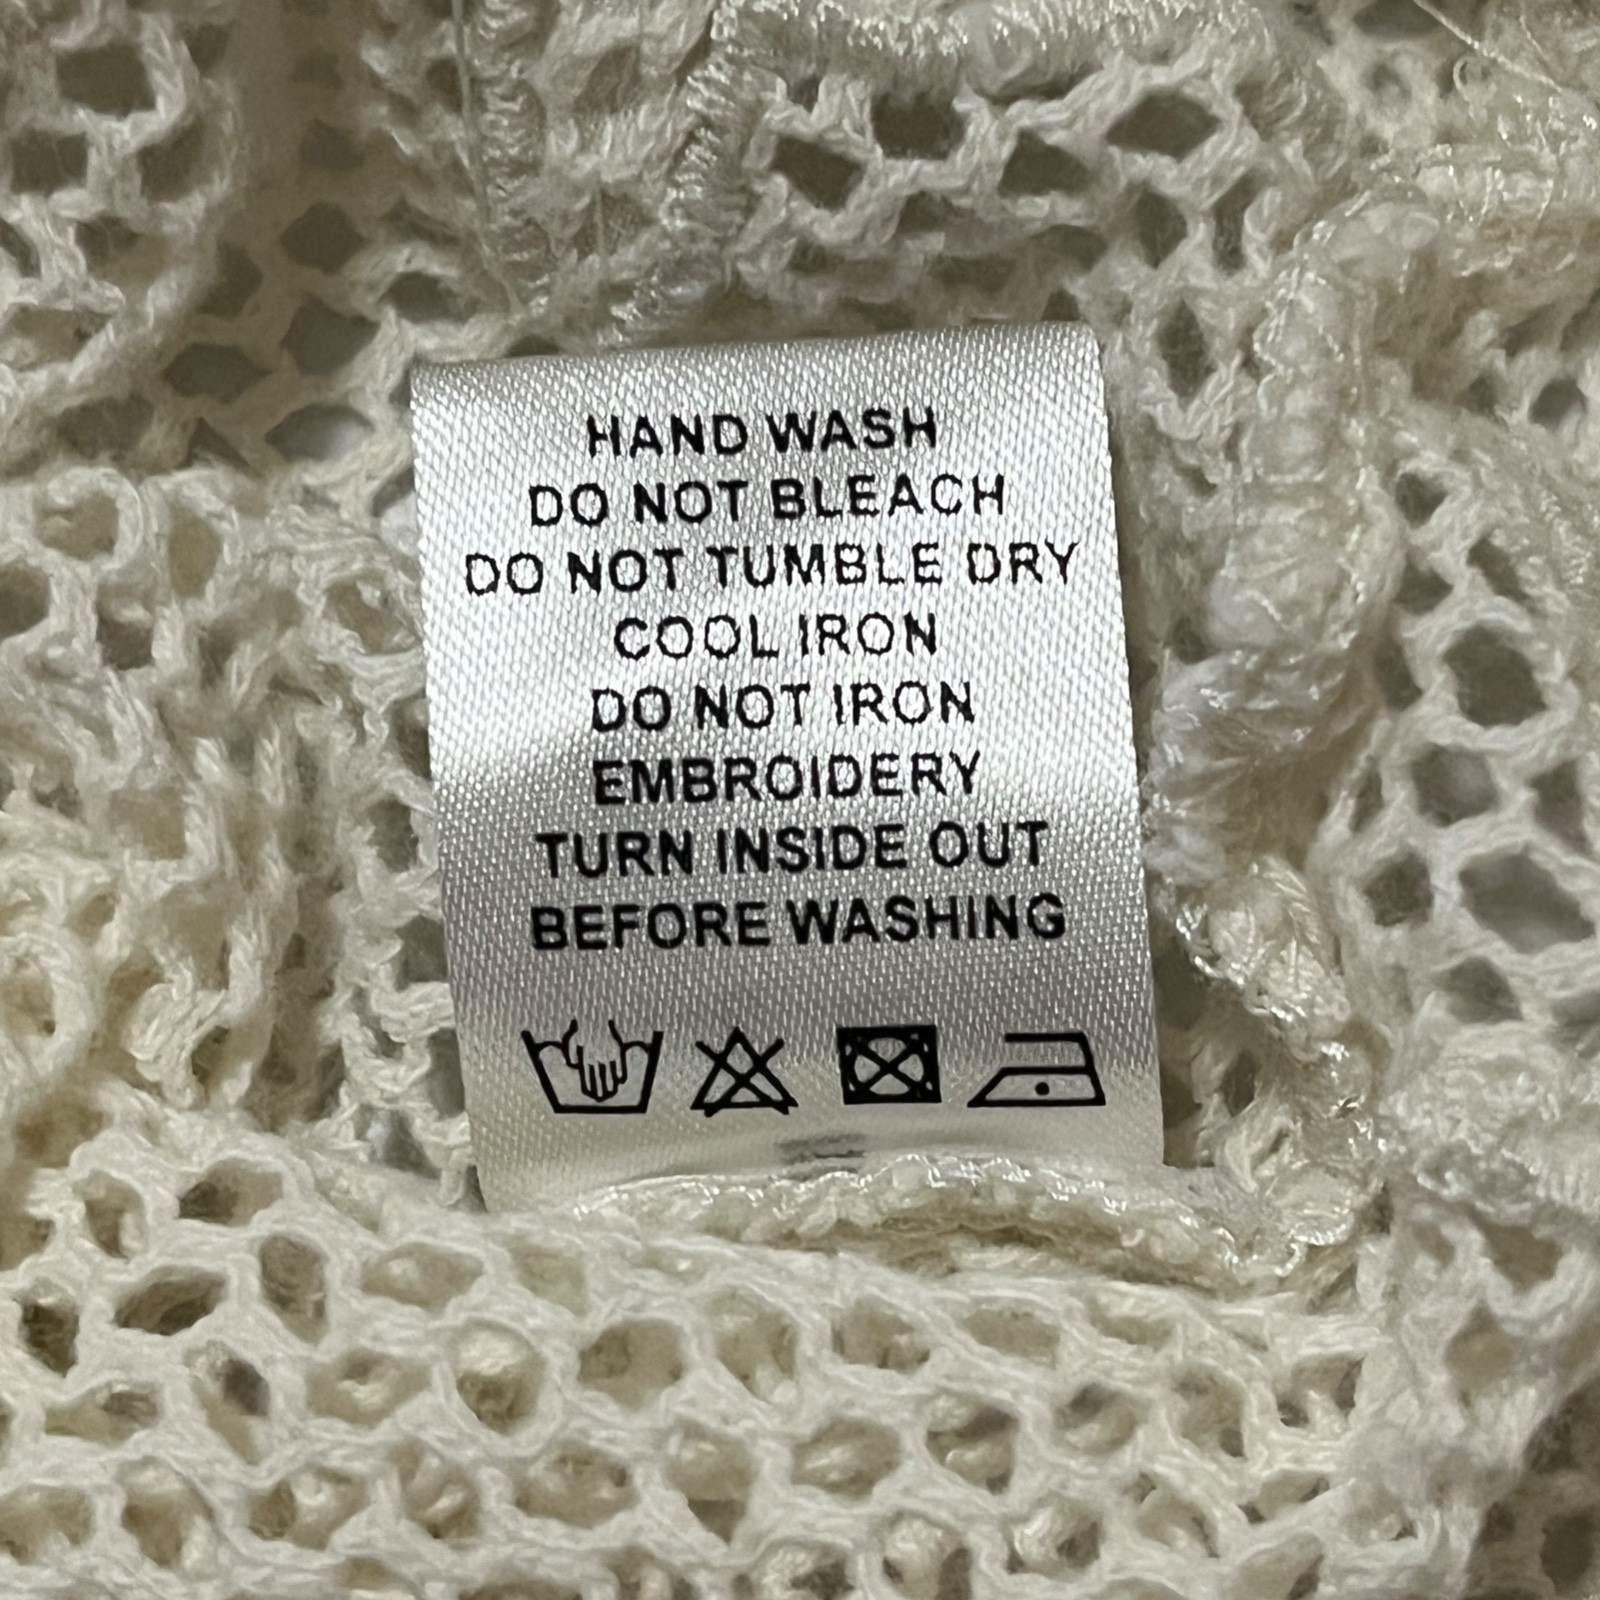 HAND WASH
DO NOT BLEACH
DO NOT TUMBLE DRY
COOL IRON
DO NOT IRON
EMBROIDERY
TURN INSIDE OUT
BEFORE WASHING